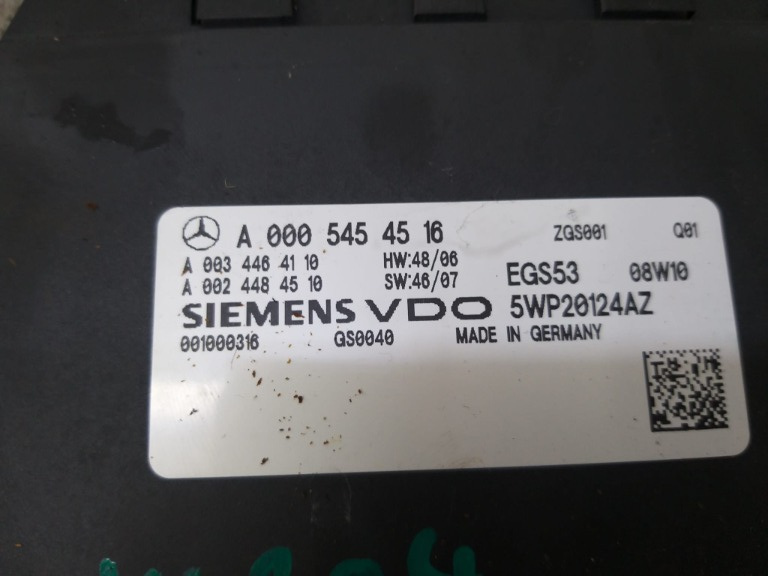 A 000 545 45 16 ZGS001 Q01
A 003 446 41 10 HW:48/06
A 002 448 45 10 SW:46/07 EGS53 08W10
SIEMENS VDO 5WP20124AZ
001000316 GS0040 MADE IN GERMANY